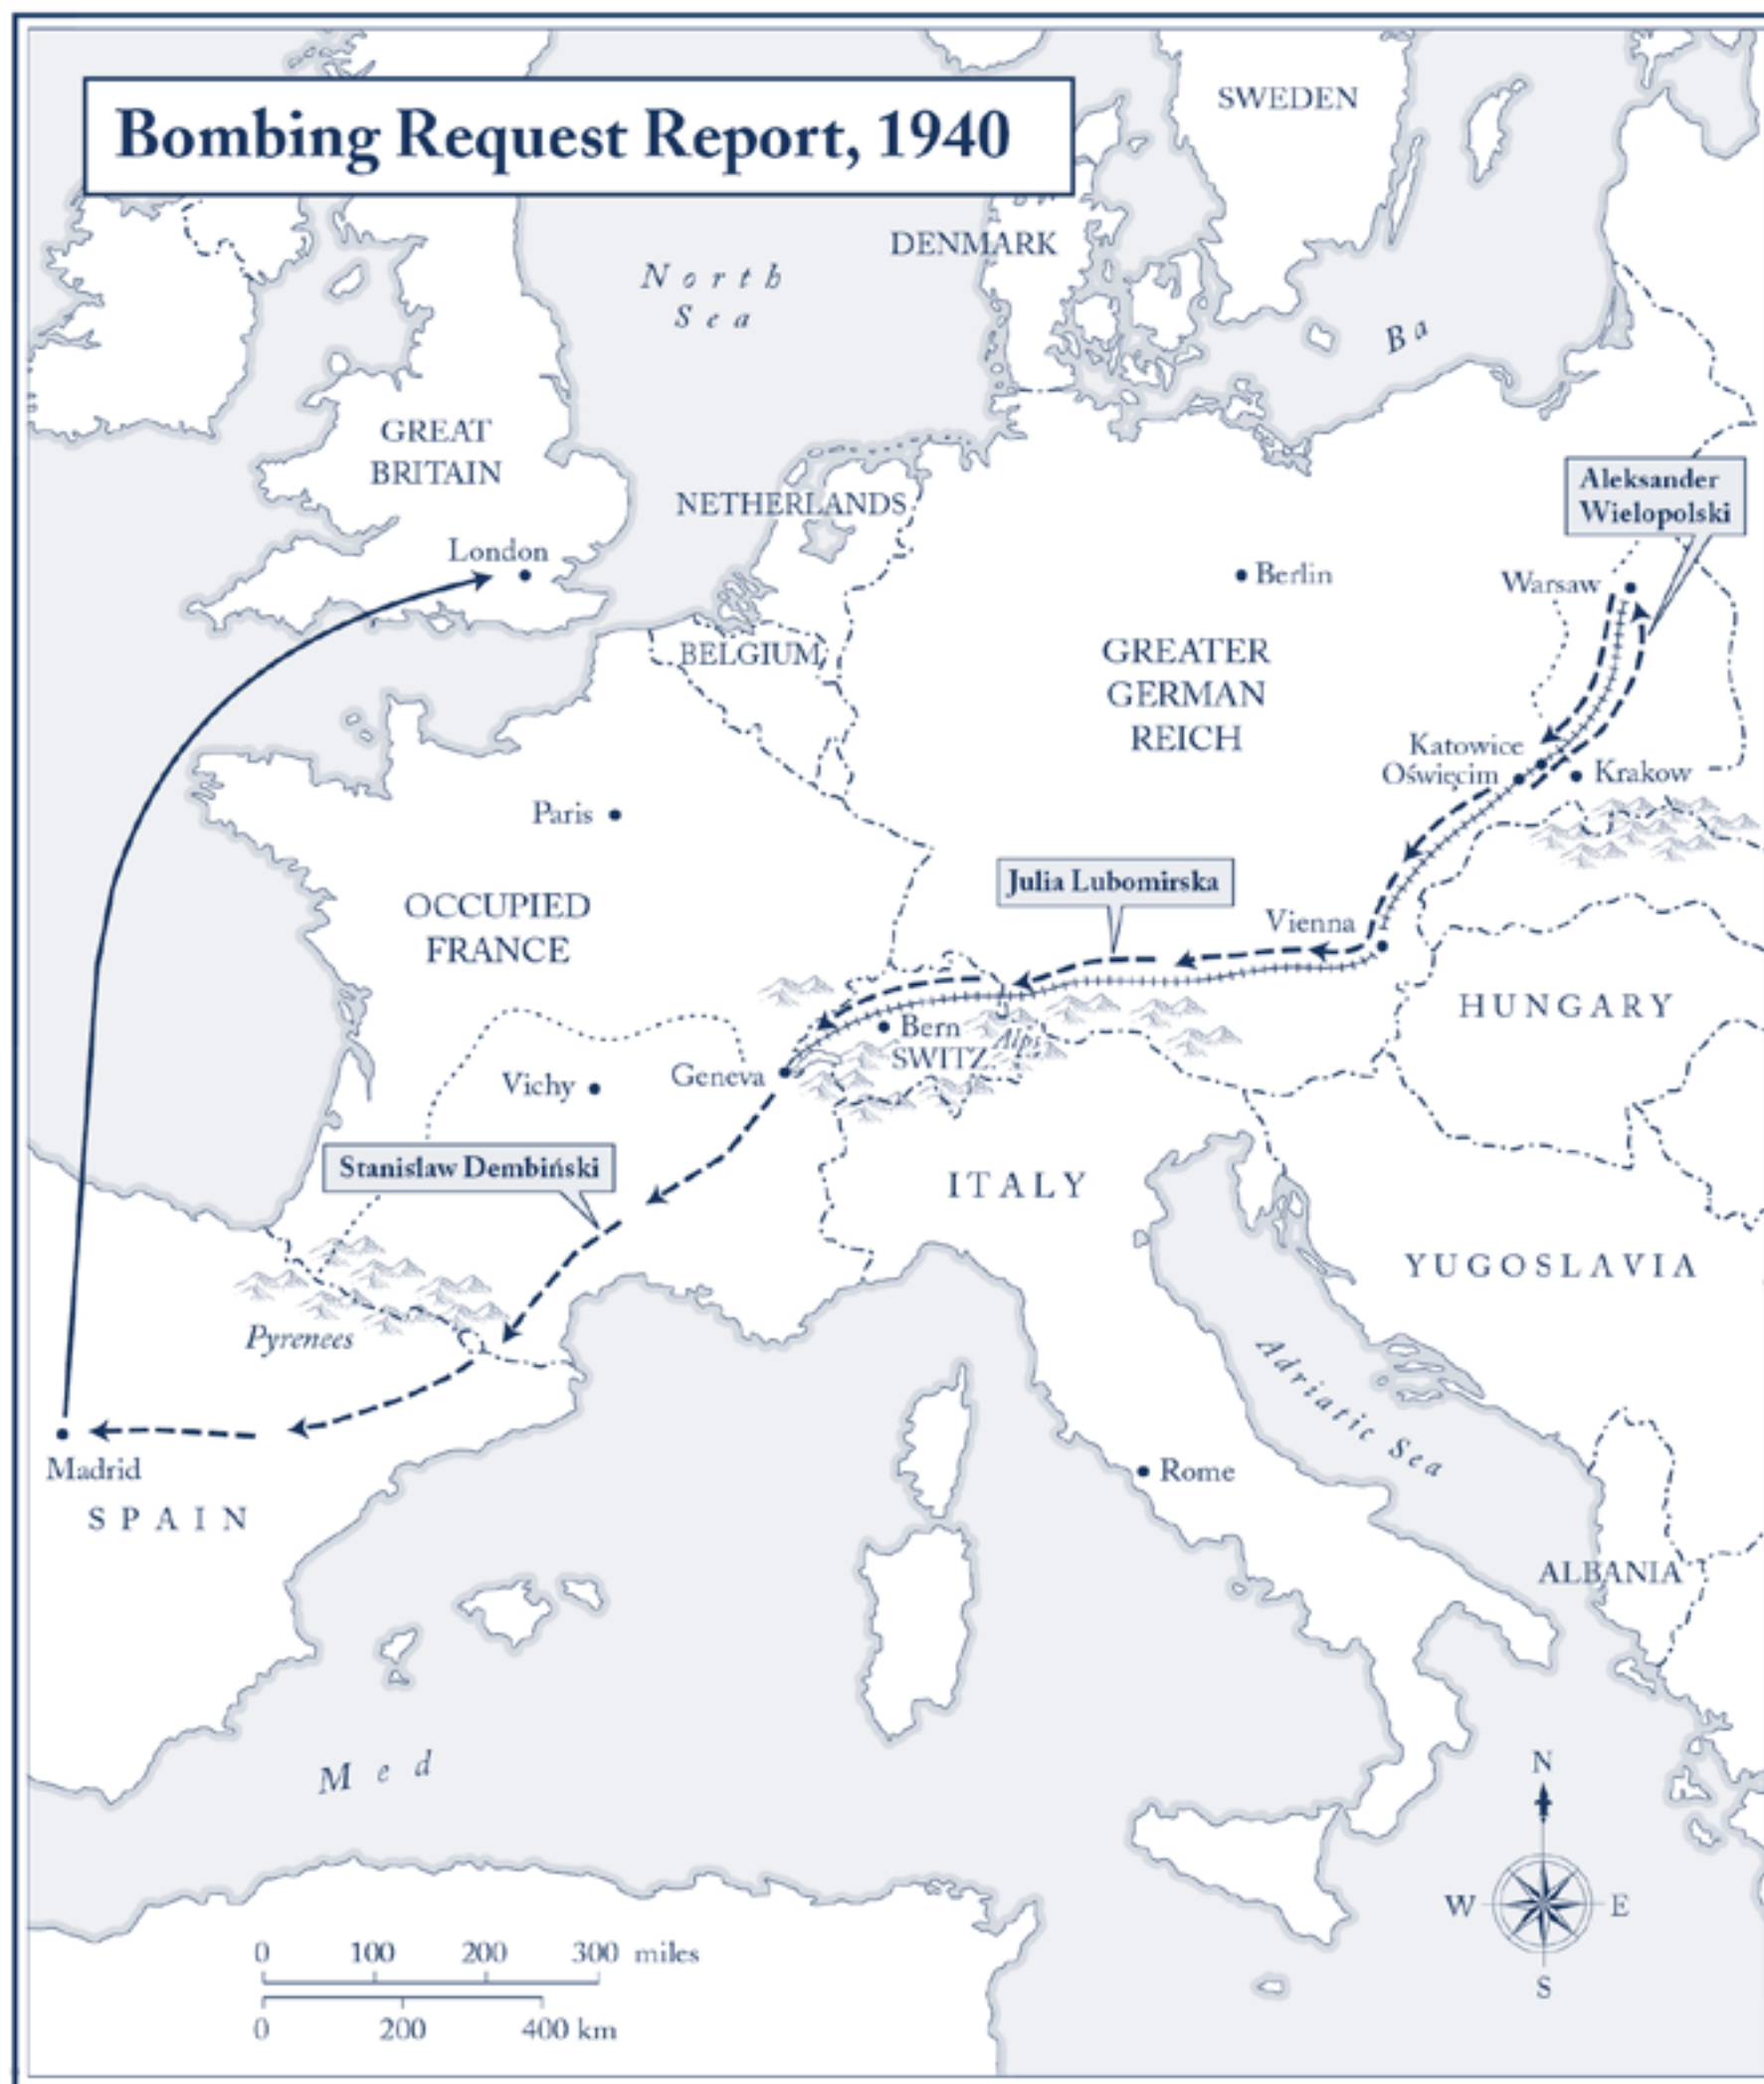 Bombing Request Report, 1940
SWEDEN
DENMARK
North
Sea
Ba
GREAT
BRITAIN
NETHERLANDS
London
Aleksander
Wielopolski
Berlin
Warsaw
BELGIUM
GREATER
GERMAN
REICH
Katowice
Oświęcim
Krakow
Paris
Julia Lubomirska
OCCUPIED
FRANCE
Vienna
HUNGARY
Bern
Alps
SWITZ.
Vichy
Geneva
Stanislaw Dembiński
ITALY
YUGOSLAVIA
Pyrenees
Adriatic Sea
Madrid
SPAIN
Rome
ALBANIA
Med
N
W
E
S
0 100 200 300 miles
0 200 400 km